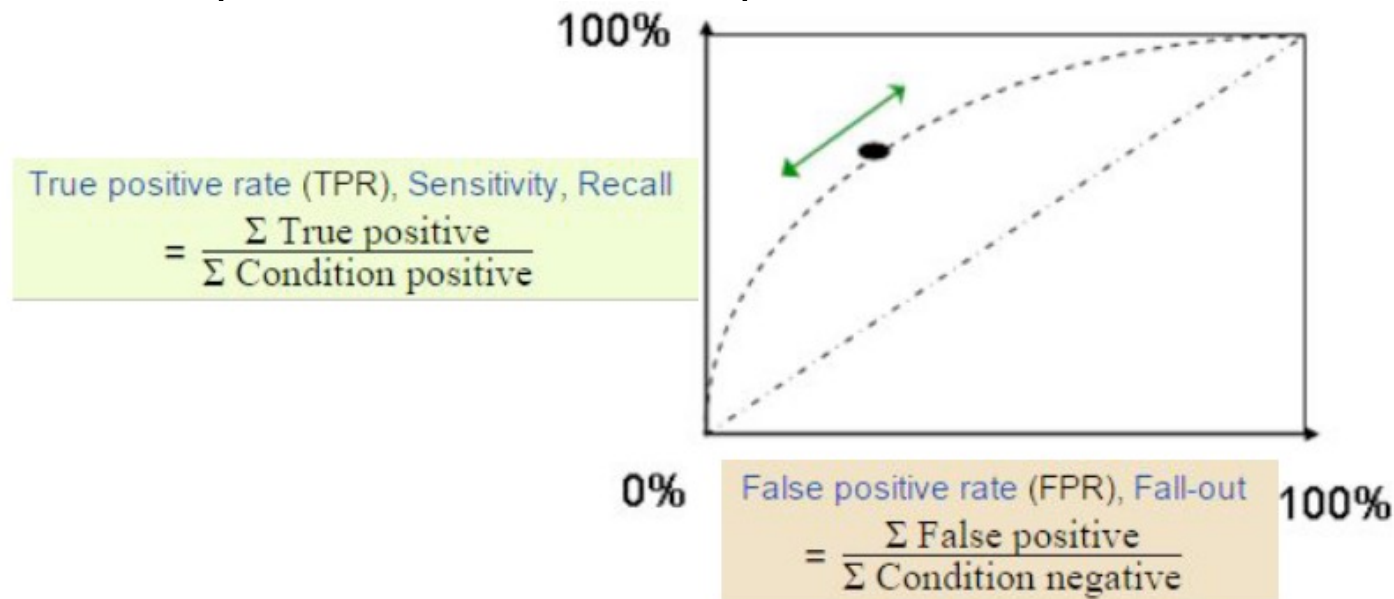 100%
True positive rate (TPR), Sensitivity, Recall
= Σ True positive
Σ Condition positive
0%
False positive rate (FPR), Fall-out
100%
= Σ False positive
Σ Condition negative